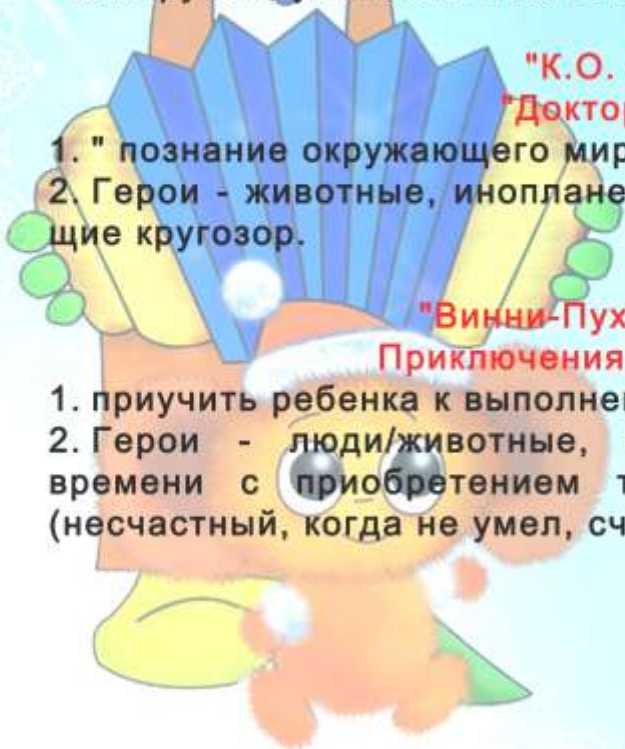 "К.О.
"Доктор
1. " познание окружающего мир
2. Герои - животные, инопланe
щие кругозор.
"Винни-Пух
Приключения
1. приучить ребенка к выполнен
2. Герои - люди/животные,
времени с приобретением т
(несчастный, когда не умел, сч